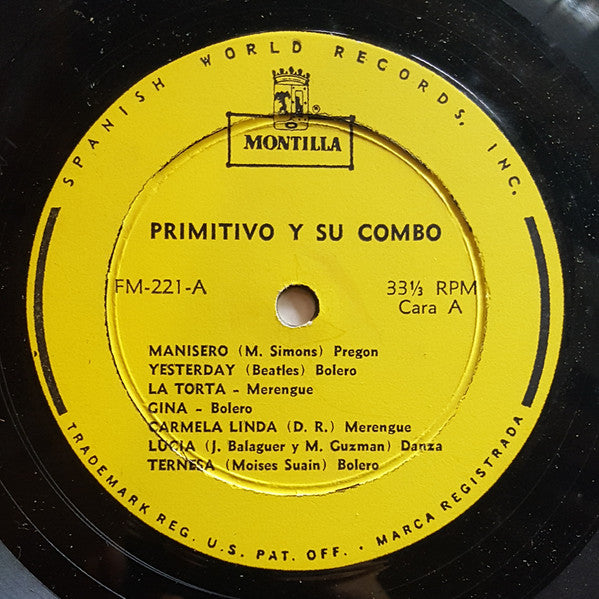 SPANISH WORLD RECORDS, INC.
MONTILLA
®
PRIMITIVO Y SU COMBO
FM-221-A
33⅓ RPM
Cara A
MANISERO (M. Simons) Pregon
YESTERDAY (Beatles) Bolero
LA TORTA - Merengue
GINA - Bolero
CARMELA LINDA (D. R.) Merengue
LUCIA (J. Balaguer y M. Guzman) Danza
TERNESA (Moises Suain) Bolero
TRADEMARK REG. U.S. PAT. OFF. • MARCA REGISTRADA